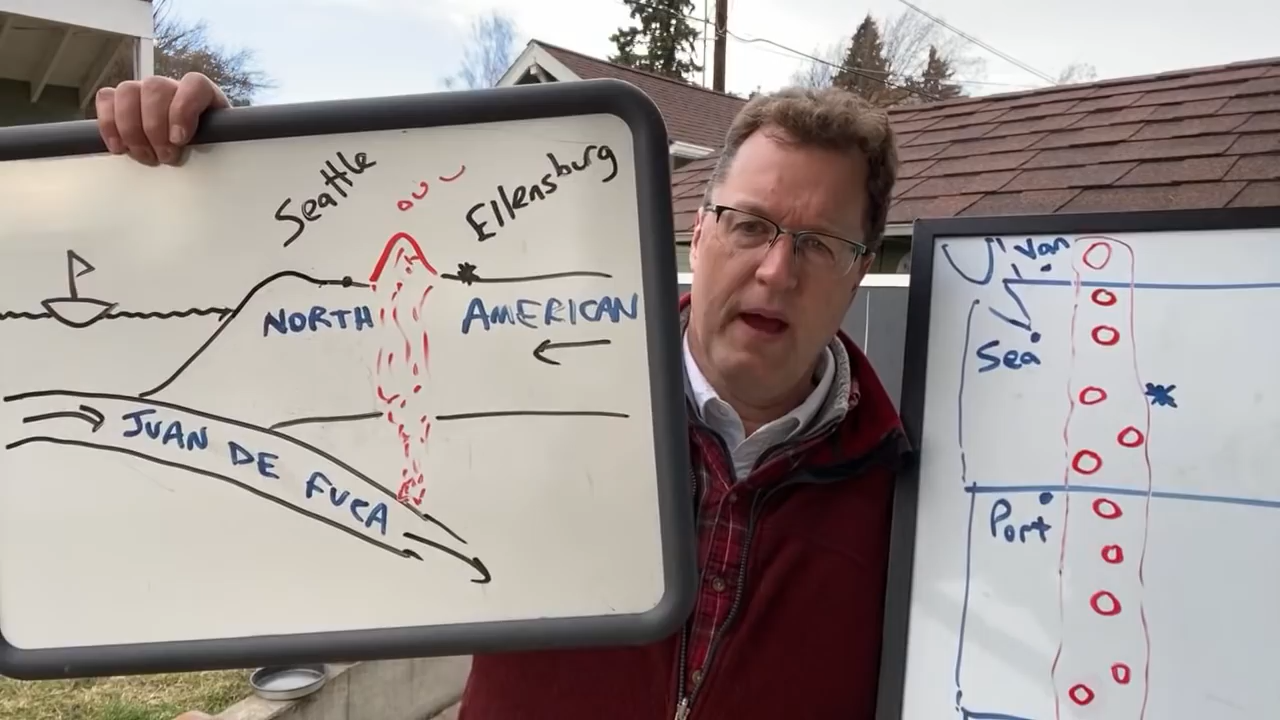 Seattle
Ellensburg
NORTH AMERICAN
JUAN DE FUCA
Van
Sea
Port